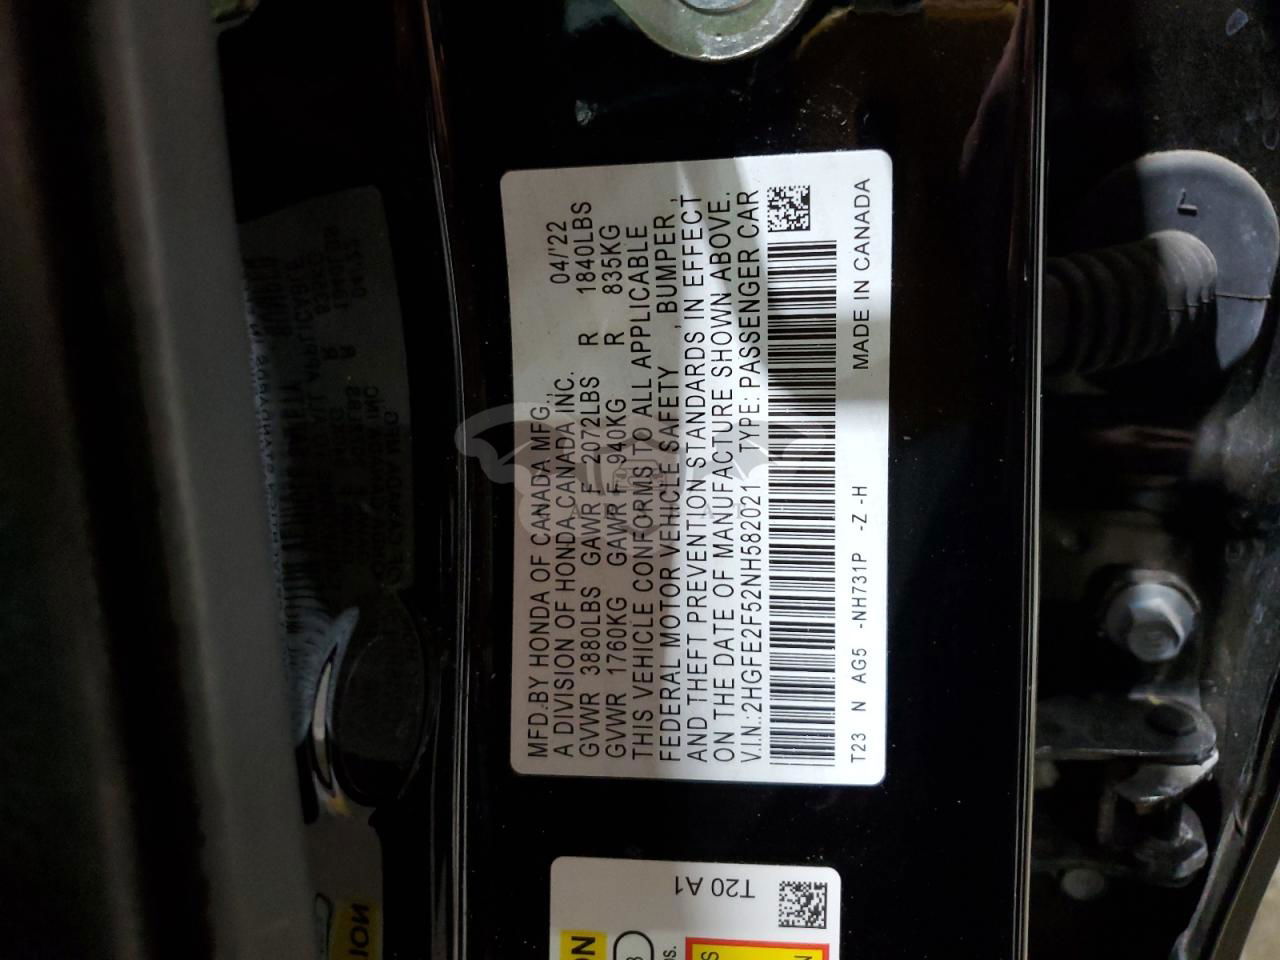 MFD.BY HONDA OF CANADA MFG.,
A DIVISION OF HONDA CANADA INC. 04/'22
GVWR 3880LBS GAWR F 2072LBS R 1840LBS
GVWR 1760KG GAWR F 940KG R 835KG
THIS VEHICLE CONFORMS TO ALL APPLICABLE
FEDERAL MOTOR VEHICLE SAFETY , BUMPER ,
AND THEFT PREVENTION STANDARDS IN EFFECT
ON THE DATE OF MANUFACTURE SHOWN ABOVE.
V.I.N.: 2HGFE2F52NH582021 TYPE: PASSENGER CAR
T23 N AG5 -NH731P -Z -H MADE IN CANADA
T20 A1